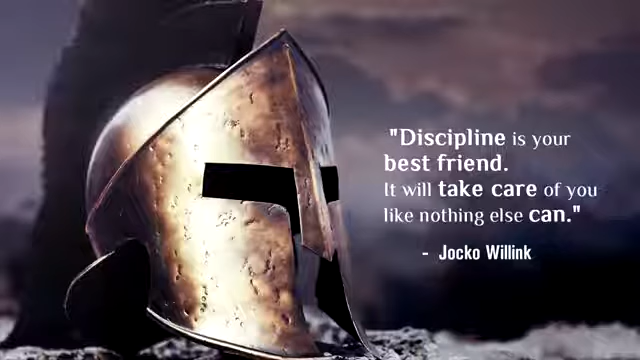 "Discipline is your
best friend.
It will take care of you
like nothing else can."
- Jocko Willink